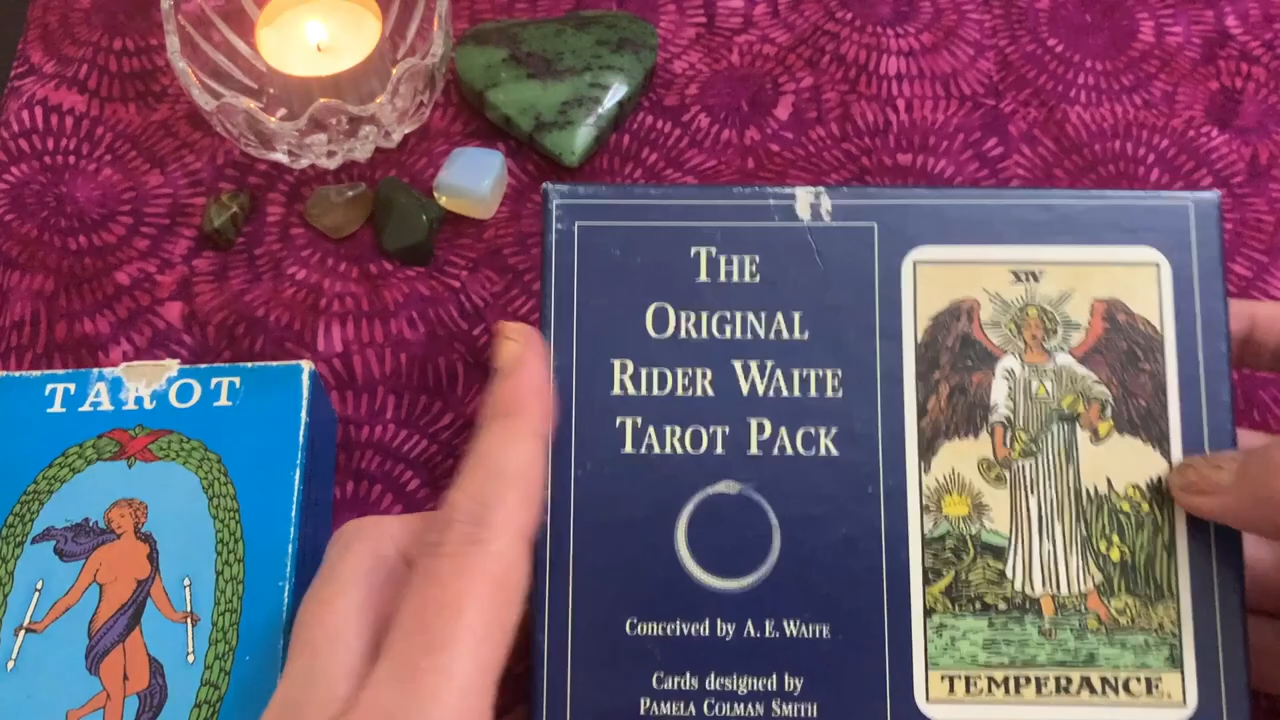 TAROT
THE
ORIGINAL
RIDER WAITE
TAROT PACK
Conceived by A. E. WAITE
Cards designed by
PAMELA COLMAN SMITH
XIV
TEMPERANCE.